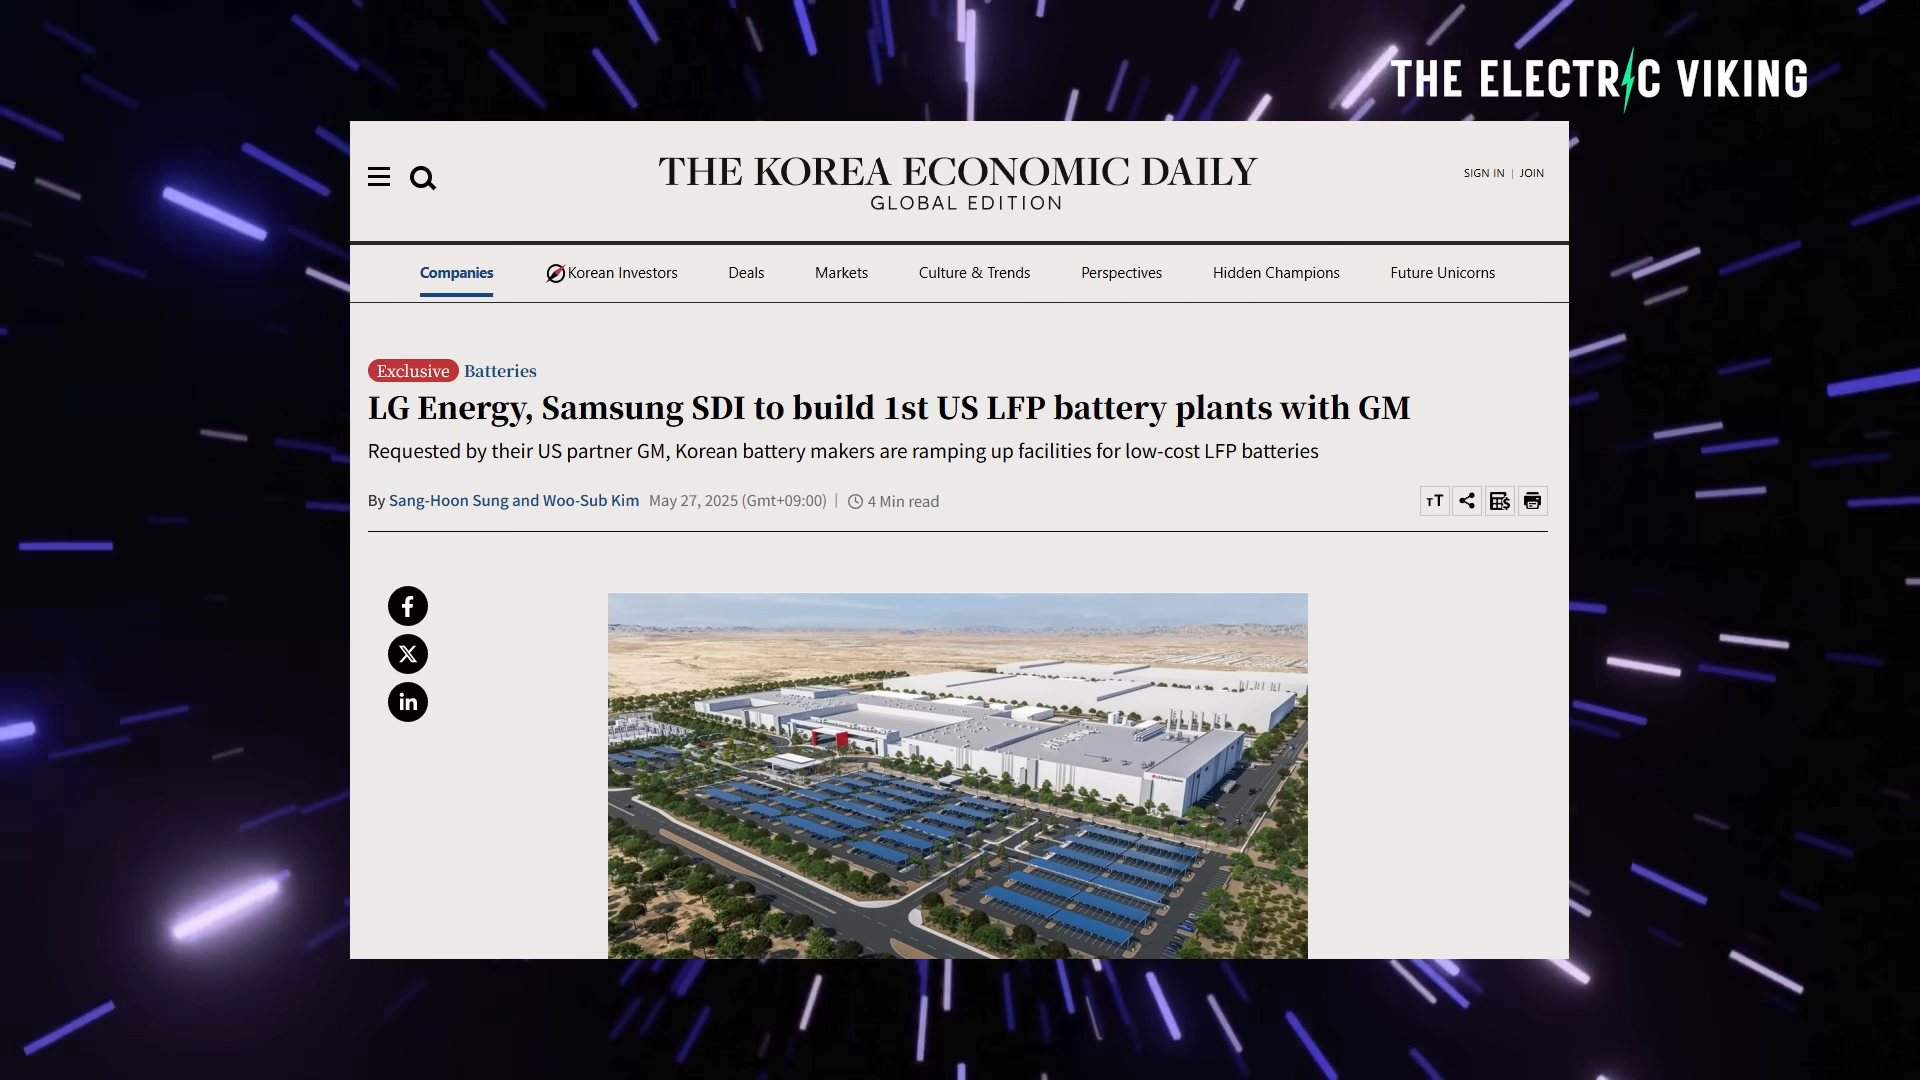 THE ELECTRIC VIKING
THE KOREA ECONOMIC DAILY
GLOBAL EDITION
SIGN IN | JOIN
Companies
Korean Investors
Deals
Markets
Culture & Trends
Perspectives
Hidden Champions
Future Unicorns
Exclusive Batteries
LG Energy, Samsung SDI to build 1st US LFP battery plants with GM
Requested by their US partner GM, Korean battery makers are ramping up facilities for low-cost LFP batteries
By Sang-Hoon Sung and Woo-Sub Kim May 27, 2025 (Gmt+09:00) | 4 Min read